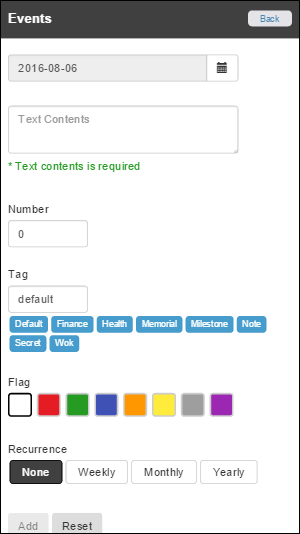 Events Back
2016-08-06
Text Contents
* Text contents is required
Number
0
Tag
default
Default Finance Health Memorial Milestone Note
Secret Wok
Flag
Recurrence
None Weekly Monthly Yearly
Add Reset